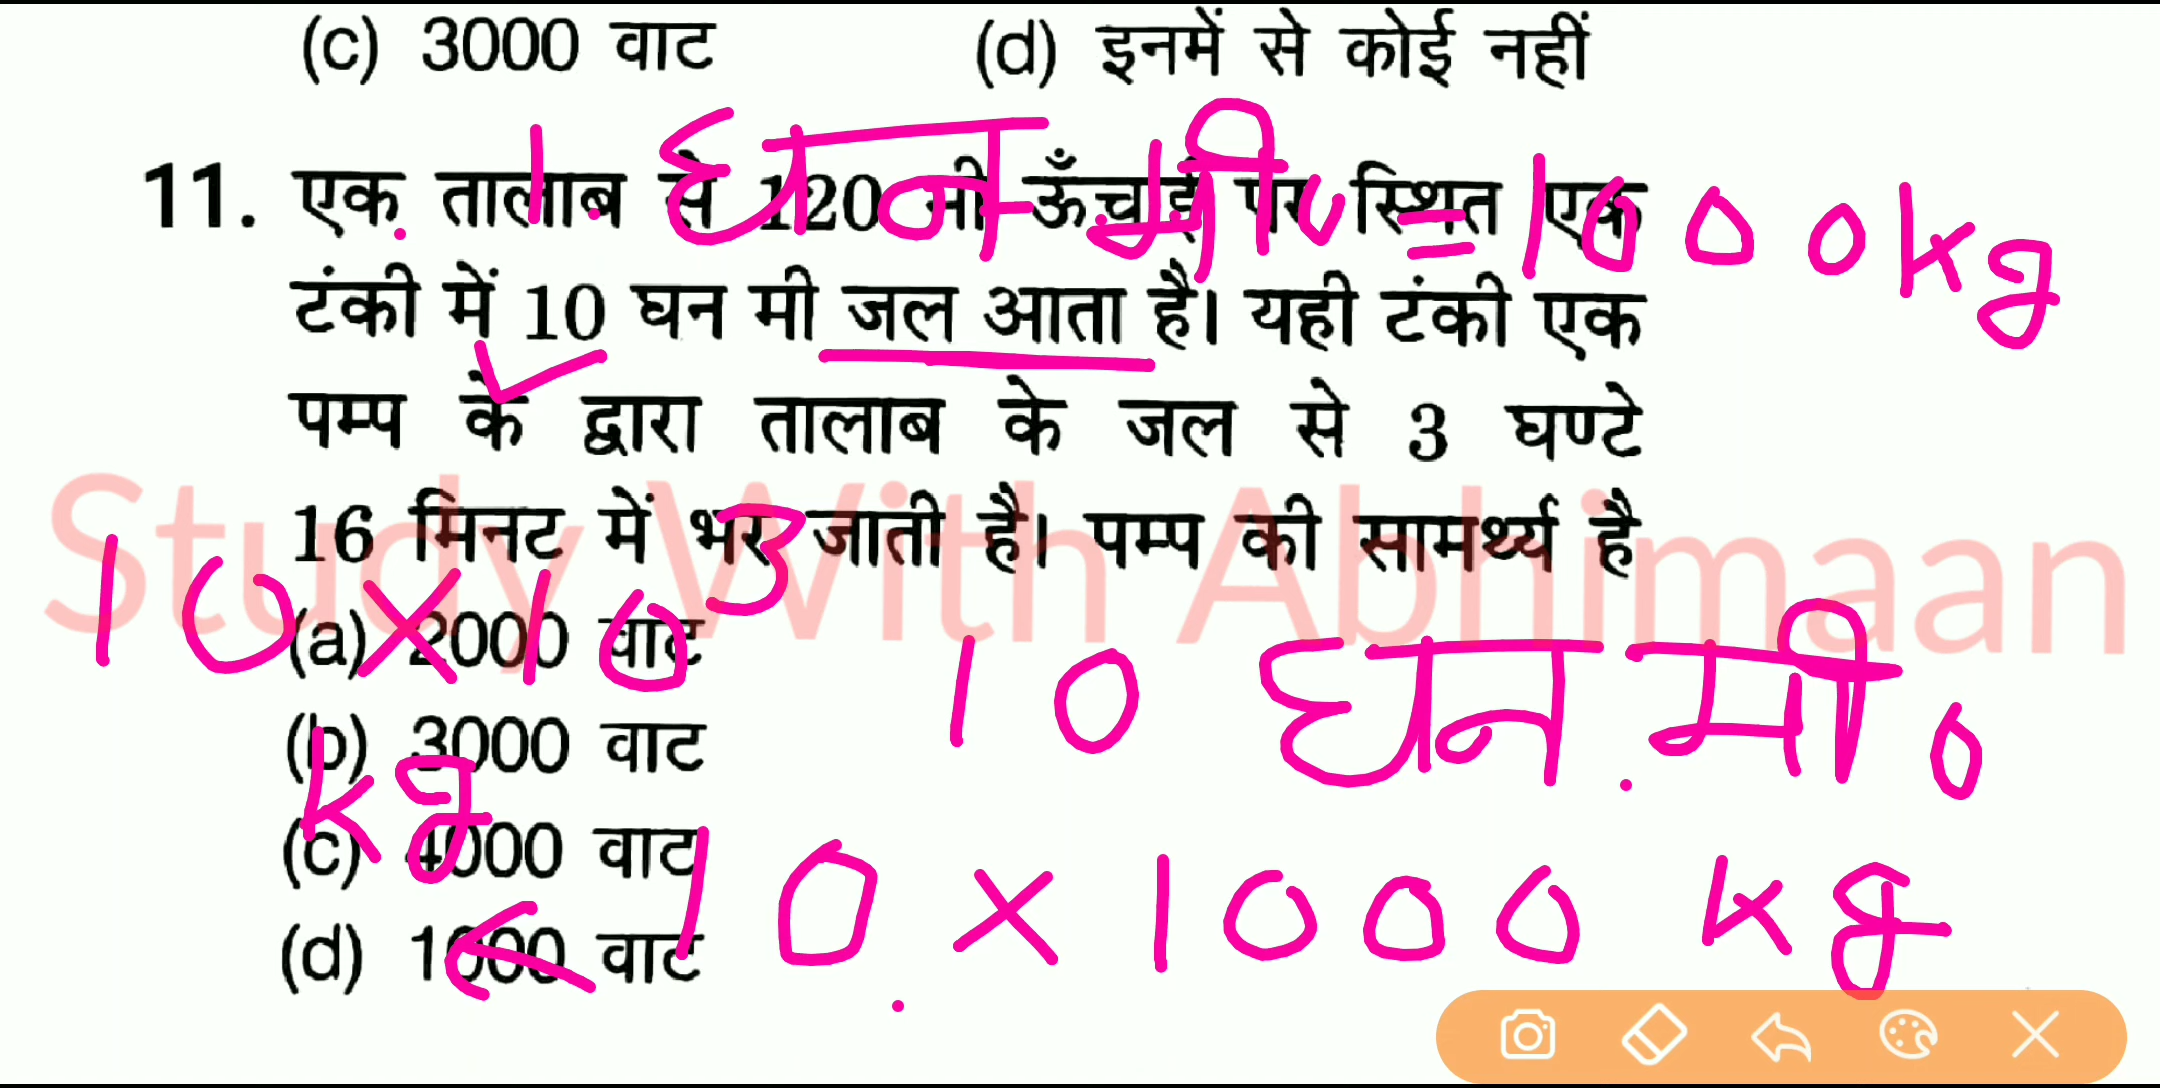 (c) 3000 वाट (d) इनमें से कोई नहीं
1 घन मी० = 1000kg
11. एक तालाब से 120 मी ऊँचाई पर स्थित एक
टंकी में 10 घन मी जल आता है। यही टंकी एक
पम्प के द्वारा तालाब के जल से 3 घण्टे
Study With Abhimaan
16 मिनट में भर जाती है। पम्प की सामर्थ्य है
10×10³
(a) 2000 वाट
10 घन मी०
(b) 3000 वाट
kg
(c) 4000 वाट
10 × 1000 kg
(d) 1000 वाट